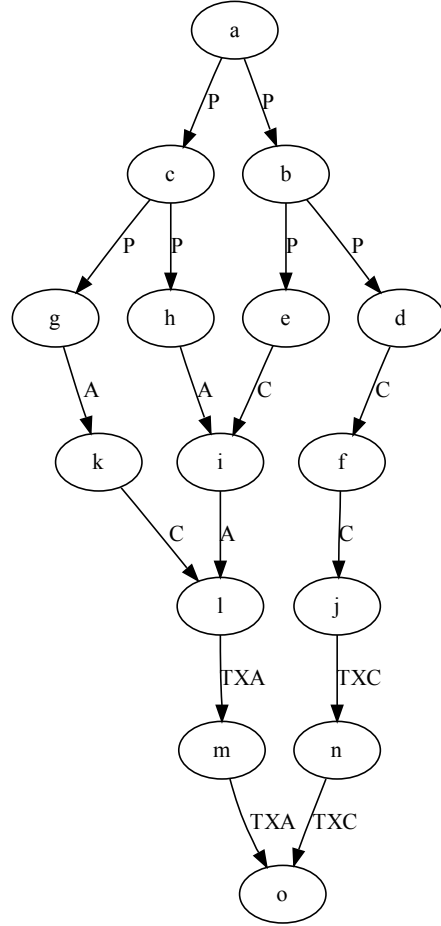 a
P P
c b
P P P P
g h e d
A A C C
k i f
C A C
l j
TXA TXC
m n
TXA TXC
o